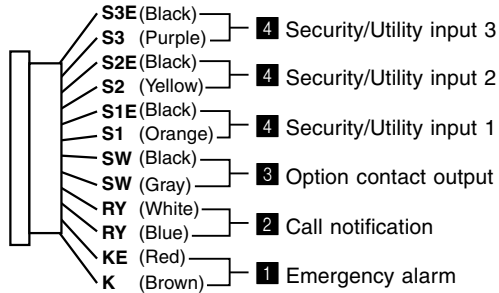 S3E (Black)
S3 (Purple)
4 Security/Utility input 3
S2E (Black)
S2 (Yellow)
4 Security/Utility input 2
S1E (Black)
S1 (Orange)
4 Security/Utility input 1
SW (Black)
SW (Gray)
3 Option contact output
RY (White)
RY (Blue)
2 Call notification
KE (Red)
K (Brown)
1 Emergency alarm